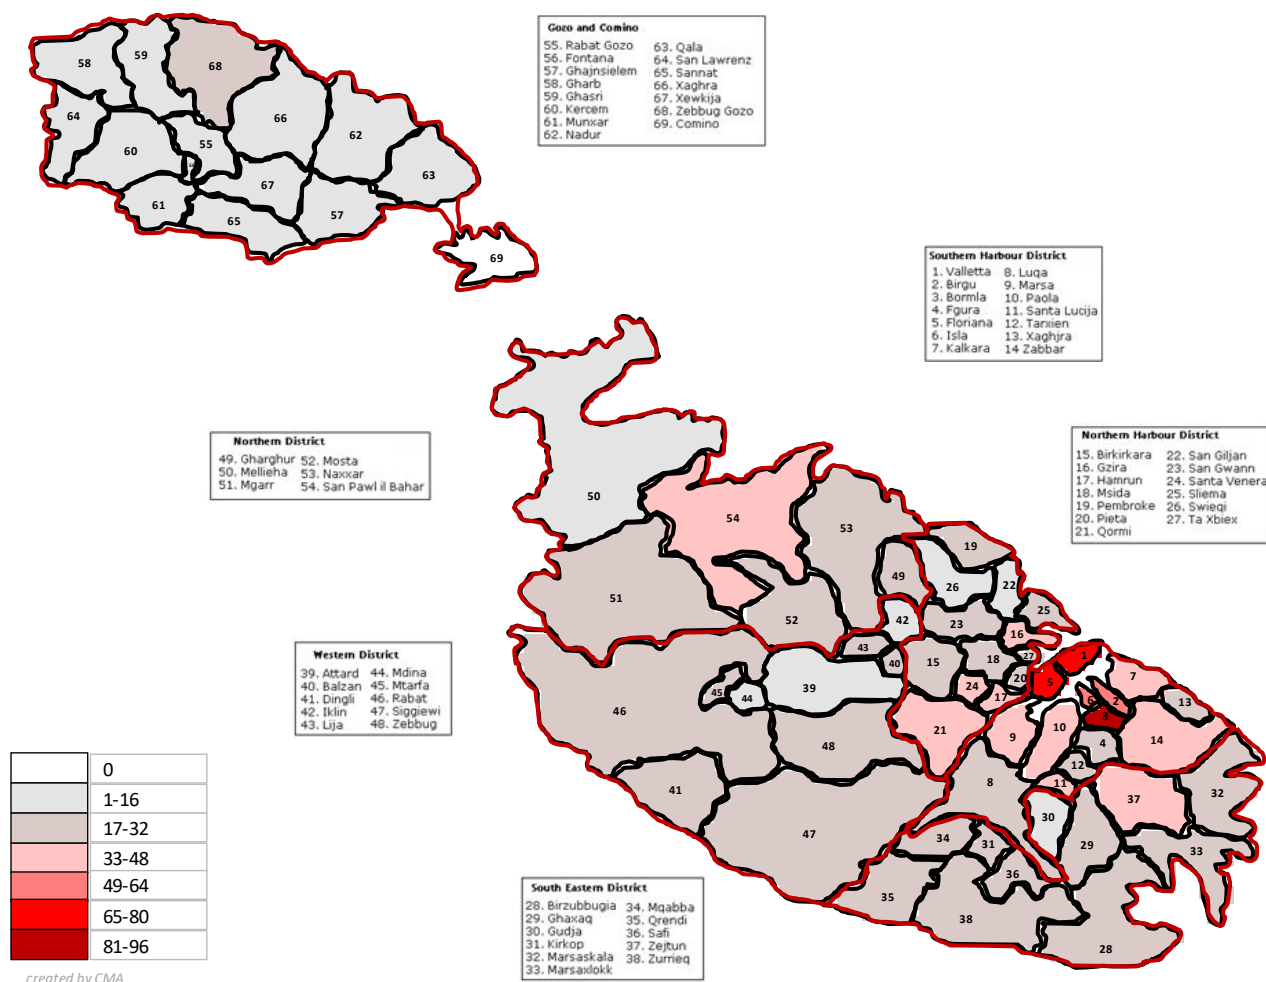 Gozo and Comino
55. Rabat Gozo 63. Qala
56. Fontana 64. San Lawrenz
57. Ghajnsielem 65. Sannat
58. Gharb 66. Xaghra
59. Ghasri 67. Xewkija
60. Kercem 68. Zebbug Gozo
61. Munxar 69. Comino
62. Nadur
58
59
68
64
66
62
60
55
63
67
61
65
57
69
Southern Harbour District
1. Valletta 8. Luqa
2. Birgu 9. Marsa
3. Bormla 10. Paola
4. Fgura 11. Santa Lucija
5. Floriana 12. Tarxien
6. Isla 13. Xaghjra
7. Kalkara 14 Zabbar
Northern District
49. Gharghur 52. Mosta
50. Mellieha 53. Naxxar
51. Mgarr 54. San Pawl il Bahar
Northern Harbour District
15. Birkirkara 22. San Giljan
16. Gzira 23. San Gwann
17. Hamrun 24. Santa Venera
18. Msida 25. Sliema
19. Pembroke 26. Swieqi
20. Pieta 27. Ta Xbiex
21. Qormi
50
54
53
19
49
26
22
51
52
42
23
25
16
43
40
15
18
27
20
1
5
24
17
7
6
2
3
13
46
45
44
39
21
9
10
4
14
48
12
41
8
11
37
32
30
47
34
31
29
33
36
35
38
28
Western District
39. Attard 44. Mdina
40. Balzan 45. Mtarfa
41. Dingli 46. Rabat
42. Iklin 47. Siggiewi
43. Lija 48. Zebbug
0
1-16
17-32
33-48
49-64
65-80
81-96
created by CMA
South Eastern District
28. Birzubbugia 34. Mqabba
29. Ghaxaq 35. Qrendi
30. Gudja 36. Safi
31. Kirkop 37. Zejtun
32. Marsaskala 38. Zurrieq
33. Marsaxlokk